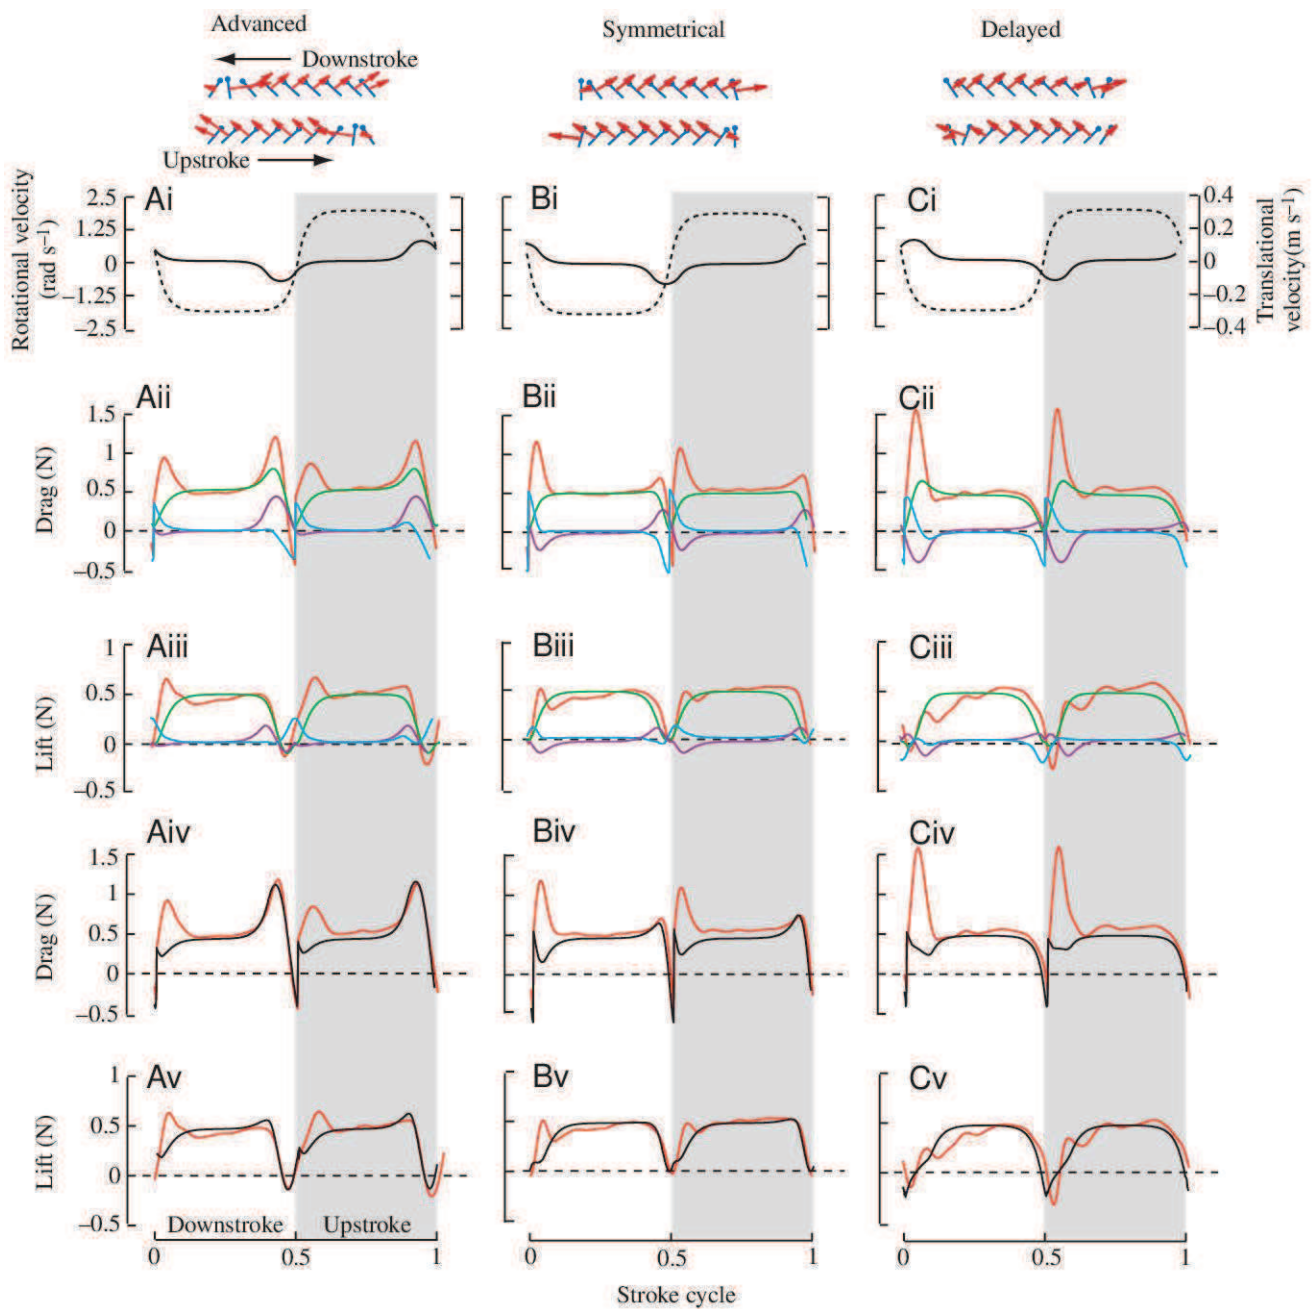 Advanced
Symmetrical
Delayed
Downstroke
Upstroke
Ai
Bi
Ci
Rotational velocity
(rad s–1)
2.5
1.25
0
–1.25
–2.5
0.4
0.2
0
–0.2
–0.4
Translational
velocity(m s–1)
Aii
Bii
Cii
Drag (N)
1.5
1
0.5
0
–0.5
Aiii
Biii
Ciii
Lift (N)
1
0.5
0
–0.5
Aiv
Biv
Civ
Drag (N)
1.5
1
0.5
0
–0.5
Av
Bv
Cv
Lift (N)
1
0.5
0
–0.5
Downstroke
Upstroke
0
0.5
1
0
0.5
1
0
0.5
1
Stroke cycle